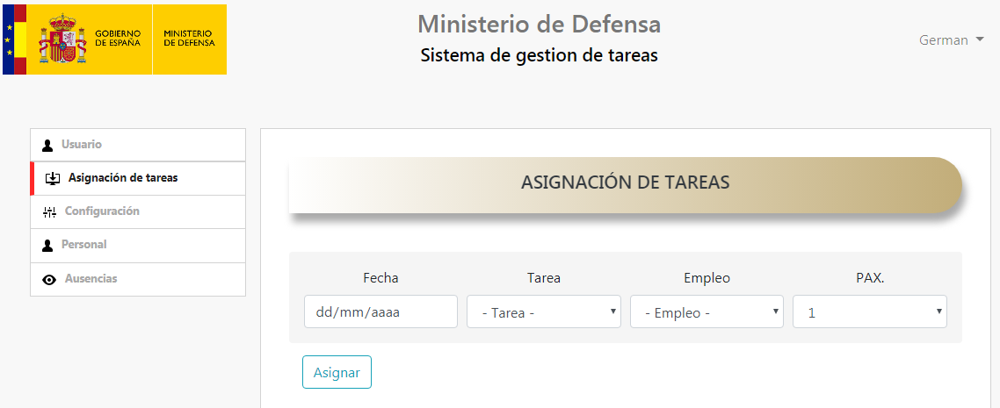 GOBIERNO
DE ESPAÑA
MINISTERIO
DE DEFENSA
Ministerio de Defensa
Sistema de gestion de tareas
German
Usuario
Asignación de tareas
Configuración
Personal
Ausencias
ASIGNACIÓN DE TAREAS
Fecha Tarea Empleo PAX.
dd/mm/aaaa - Tarea - - Empleo - 1
Asignar